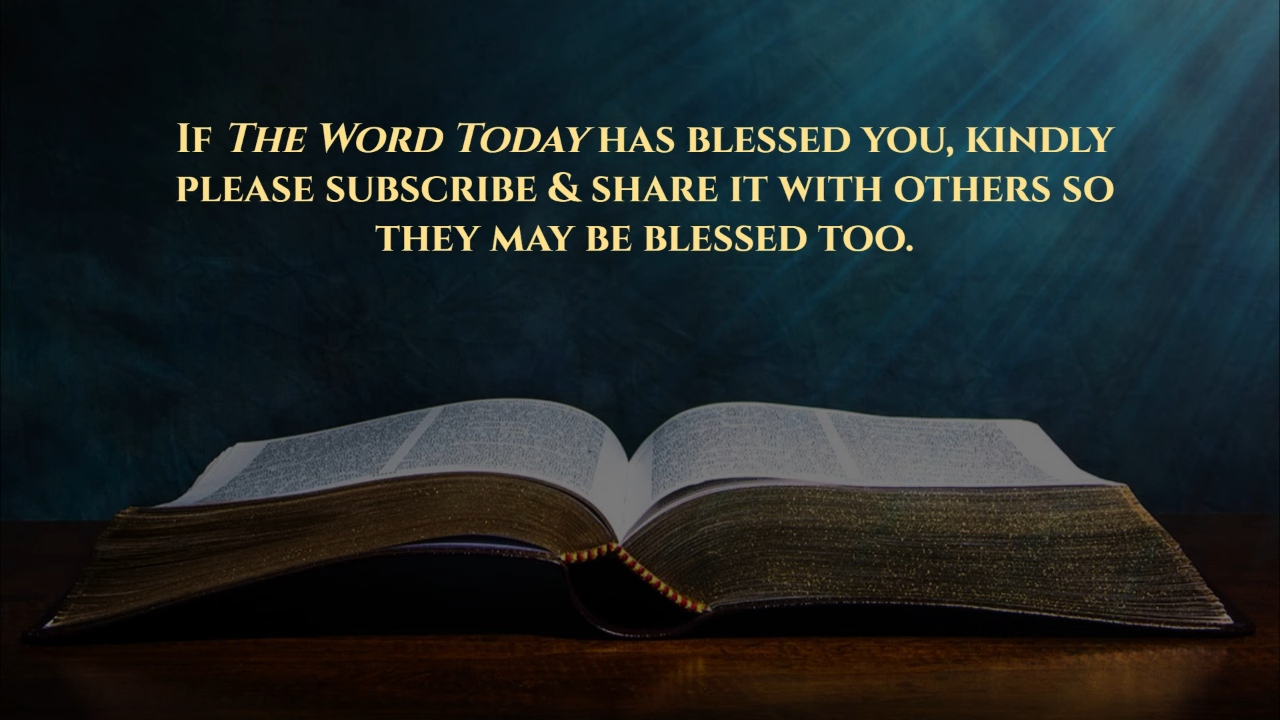 If The Word Today has blessed you, kindly
please subscribe & share it with others so
they may be blessed too.